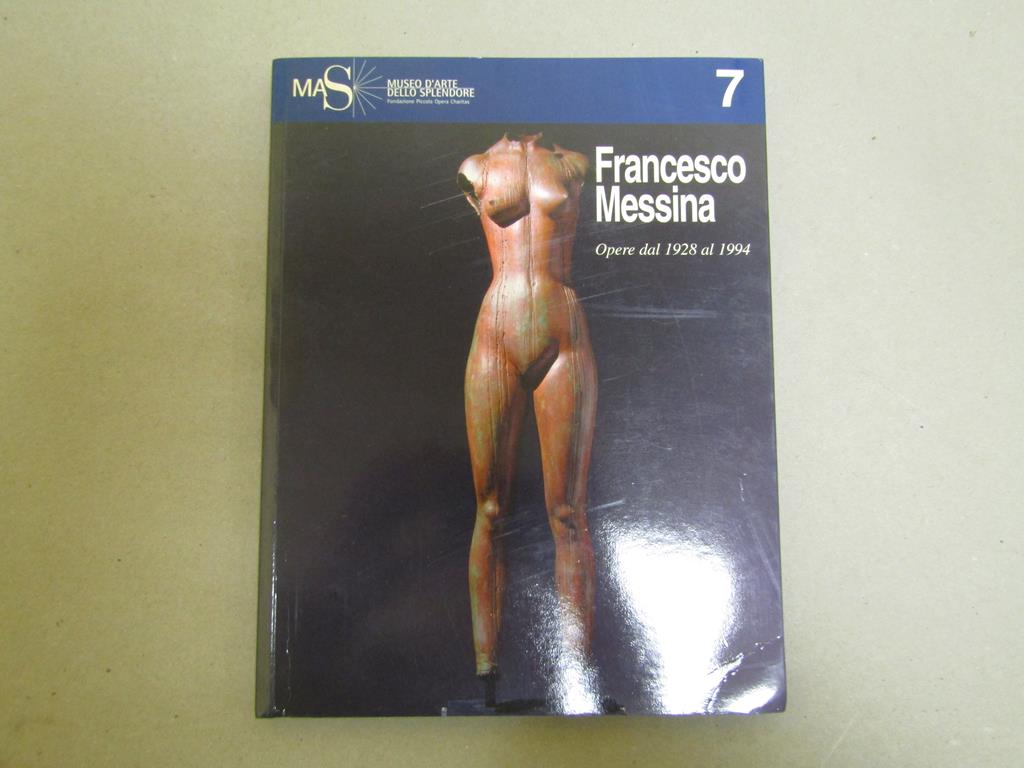 MAS
MUSEO D'ARTE
DELLO SPLENDORE
Fondazione Piccola Opera Charitas
7
Francesco
Messina
Opere dal 1928 al 1994